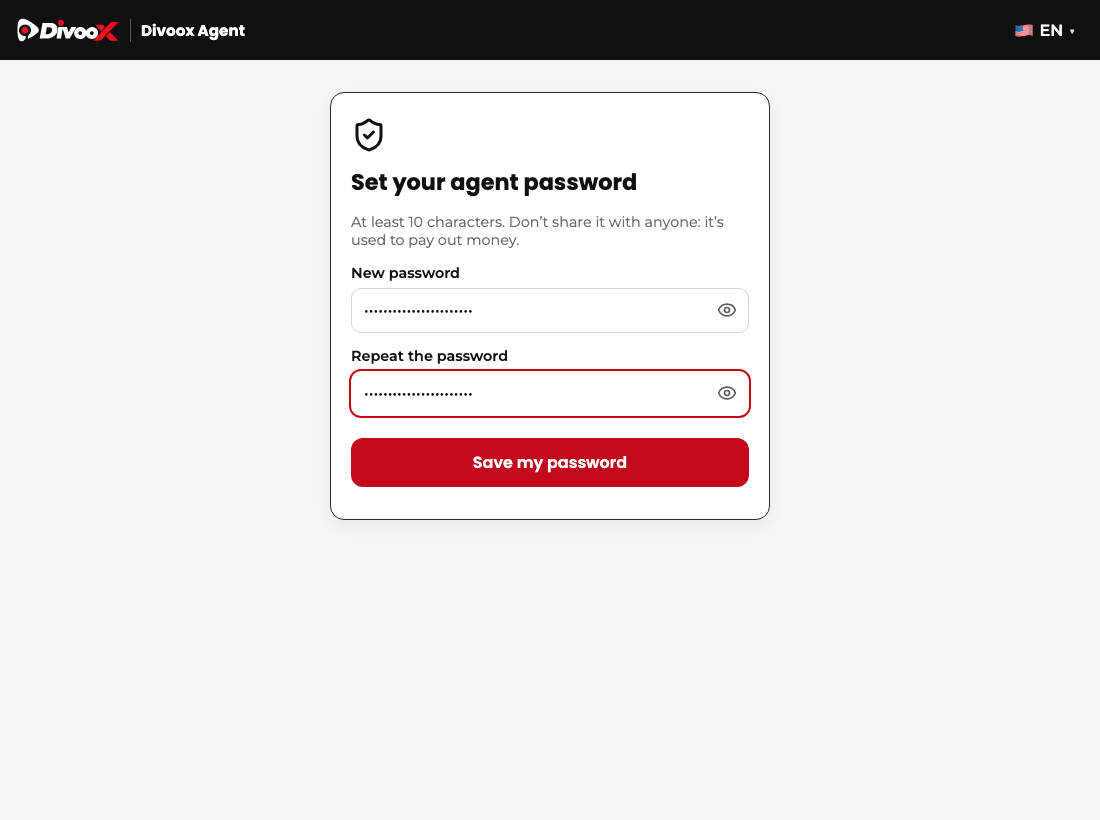 DivooX
Divoox Agent
EN
Set your agent password
At least 10 characters. Don’t share it with anyone: it’s
used to pay out money.
New password
•••••••••••••••••••••••
Repeat the password
•••••••••••••••••••••••
Save my password